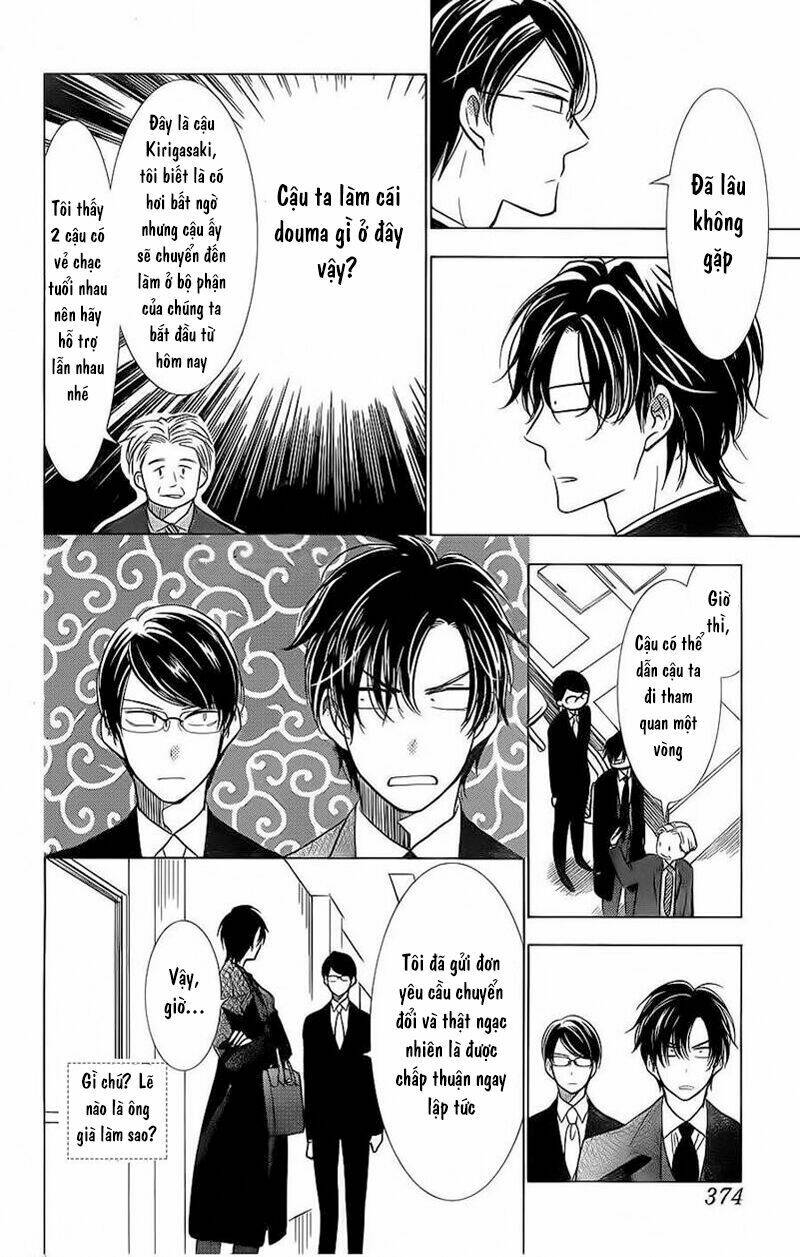 Đã lâu
không
gặp
Cậu ta làm cái
douma gì ở đây
vậy?
Đây là cậu
Kirigasaki,
tôi biết là có
hơi bất ngờ
nhưng cậu ấy
sẽ chuyển đến
làm ở bộ phận
của chúng ta
bắt đầu từ
hôm nay
Tôi thấy
2 cậu có
vẻ chạc
tuổi nhau
nên hãy
hỗ trợ
lẫn nhau
nhé
Giờ
thì,
Cậu có thể
dẫn cậu ta
đi tham
quan một
vòng
Tôi đã gửi đơn
yêu cầu chuyển
đổi và thật ngạc
nhiên là được
chấp thuận ngay
lập tức
Vậy,
giờ...
Gì chứ? Lẽ
nào là ông
già làm sao?
374